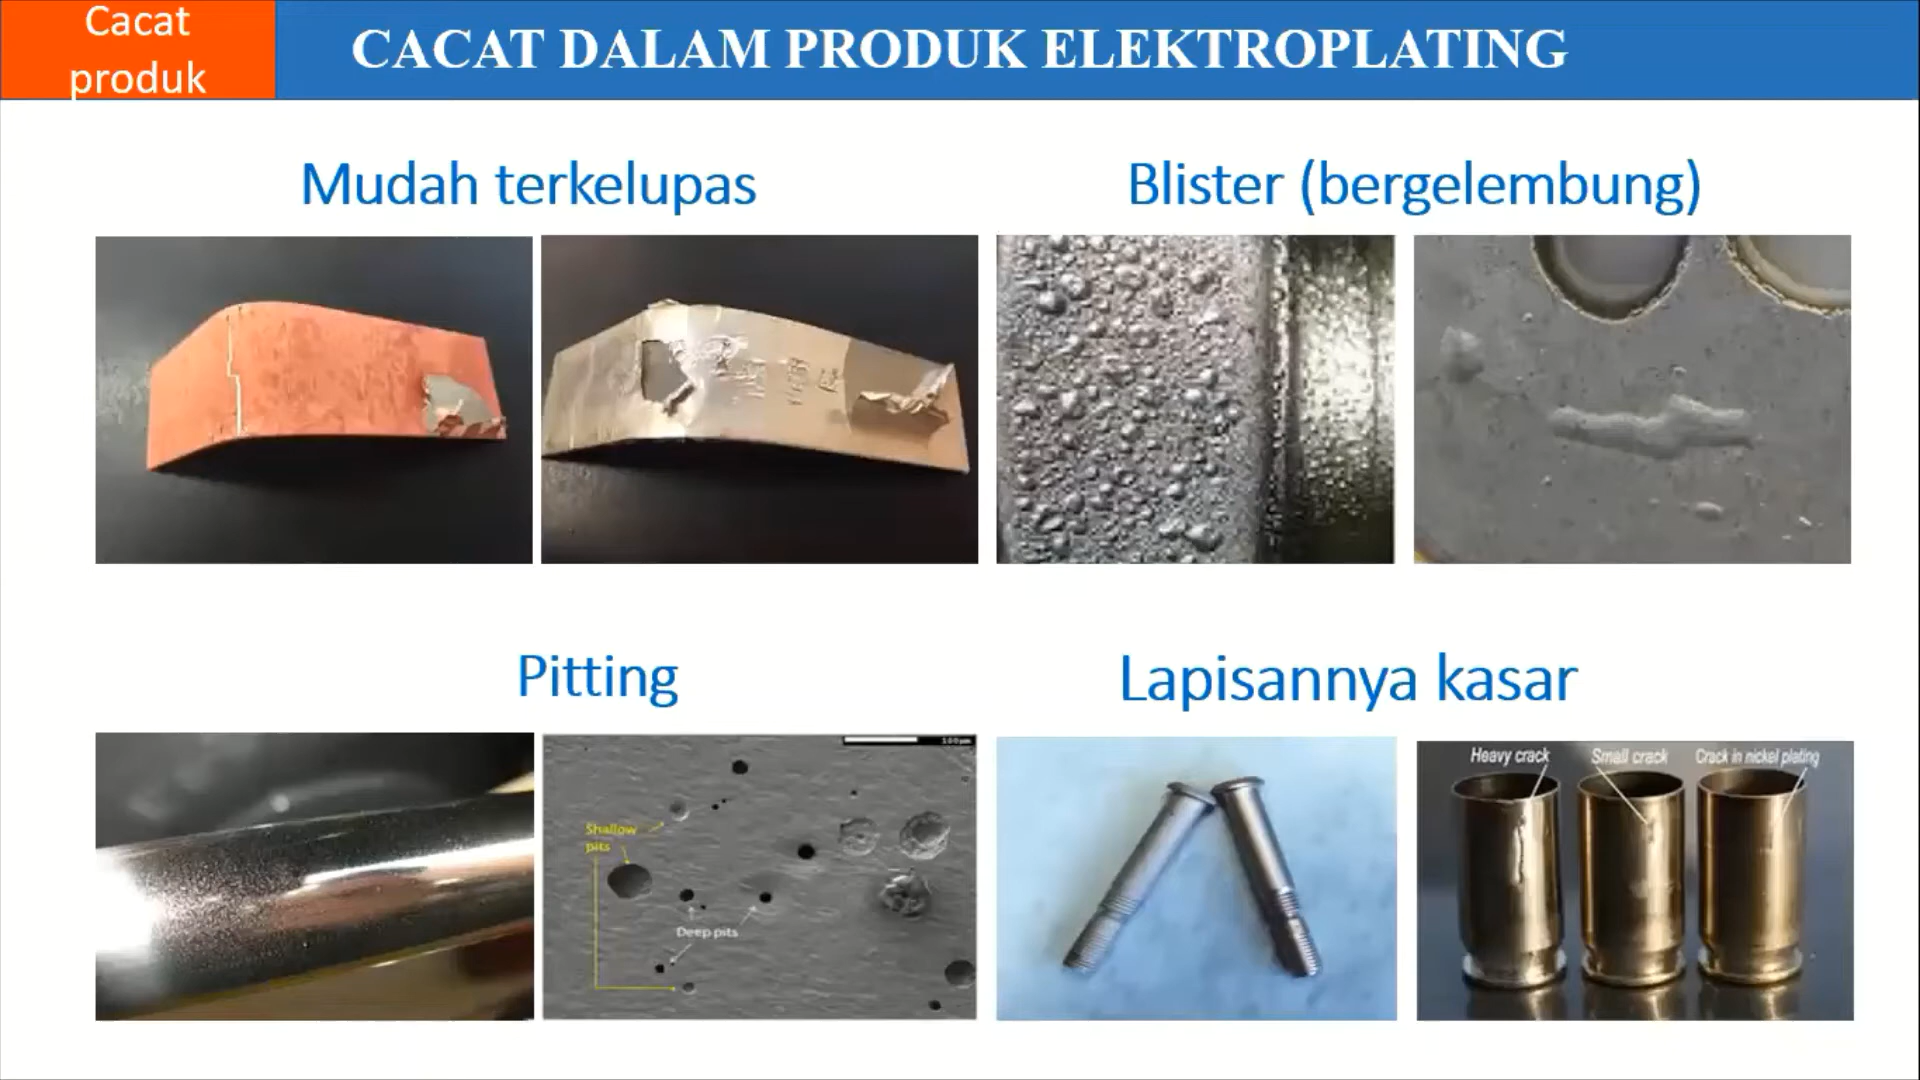 Cacat
produk
CACAT DALAM PRODUK ELEKTROPLATING
Mudah terkelupas
Blister (bergelembung)
Pitting
Lapisannya kasar
Shallow
pits
Deep pits
Heavy crack
Small crack
Crack in nickel plating